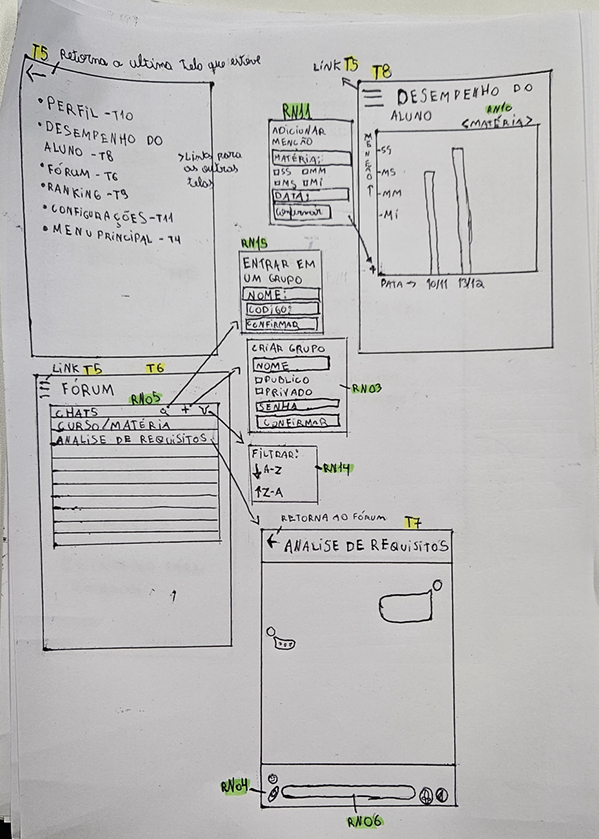 T5 Retorna a ultima tela que esteve
• PERFIL - T10
• DESEMPENHO DO
ALUNO - T8
• FÓRUM - T6
• RANKING - T9
• CONFIGURAÇÕES - T11
• MENU PRINCIPAL - T4
> Links para
as outras
telas
LINK T5 T8
DESEMPENHO DO
ALUNO
RN10
<MATÉRIA>
MENÇÃO
SS
MS
MM
MI
DATA → 10/11 13/12
RN11
ADICIONAR
MENÇÃO
MATÉRIA:
SS MM
MS MI
DATA:
Confirmar
RN15
ENTRAR EM
UM GRUPO
NOME:
CODIGO:
CONFIRMAR
CRIAR GRUPO
NOME
PUBLICO
PRIVADO
SENHA
CONFIRMAR
RN03
LINK T5 T6
FÓRUM
RN05
CHATS +
CURSO/MATÉRIA
ANALISE DE REQUISITOS
FILTRAR:
↓ A-Z
↑ Z-A
RN14
RETORNA AO FÓRUM T7
← ANALISE DE REQUISITOS
RN04
RN06